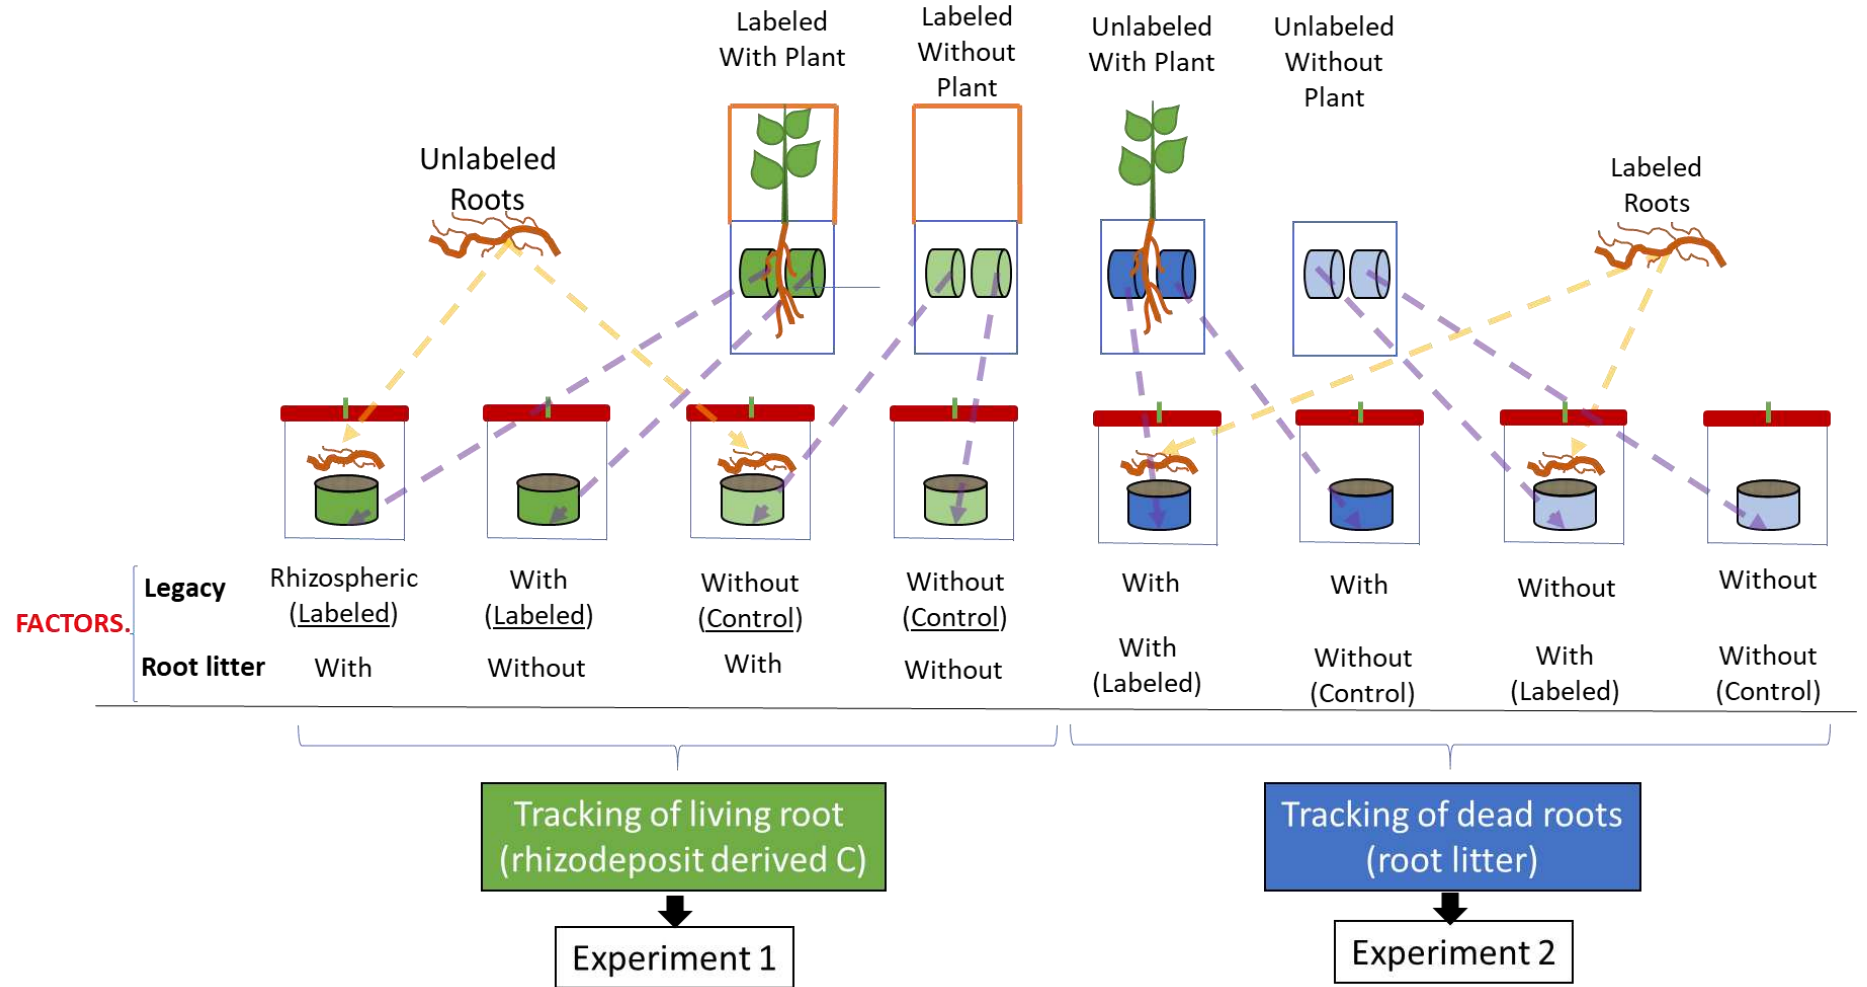 Labeled
With Plant
Labeled
Without
Plant
Unlabeled
With Plant
Unlabeled
Without
Plant
Unlabeled
Roots
Labeled
Roots
FACTORS.
Legacy
Rhizospheric
(Labeled)
With
(Labeled)
Without
(Control)
Without
(Control)
With
With
Without
Without
Root litter
With
Without
With
Without
With
(Labeled)
Without
(Control)
With
(Labeled)
Without
(Control)
Tracking of living root
(rhizodeposit derived C)
Tracking of dead roots
(root litter)
Experiment 1
Experiment 2